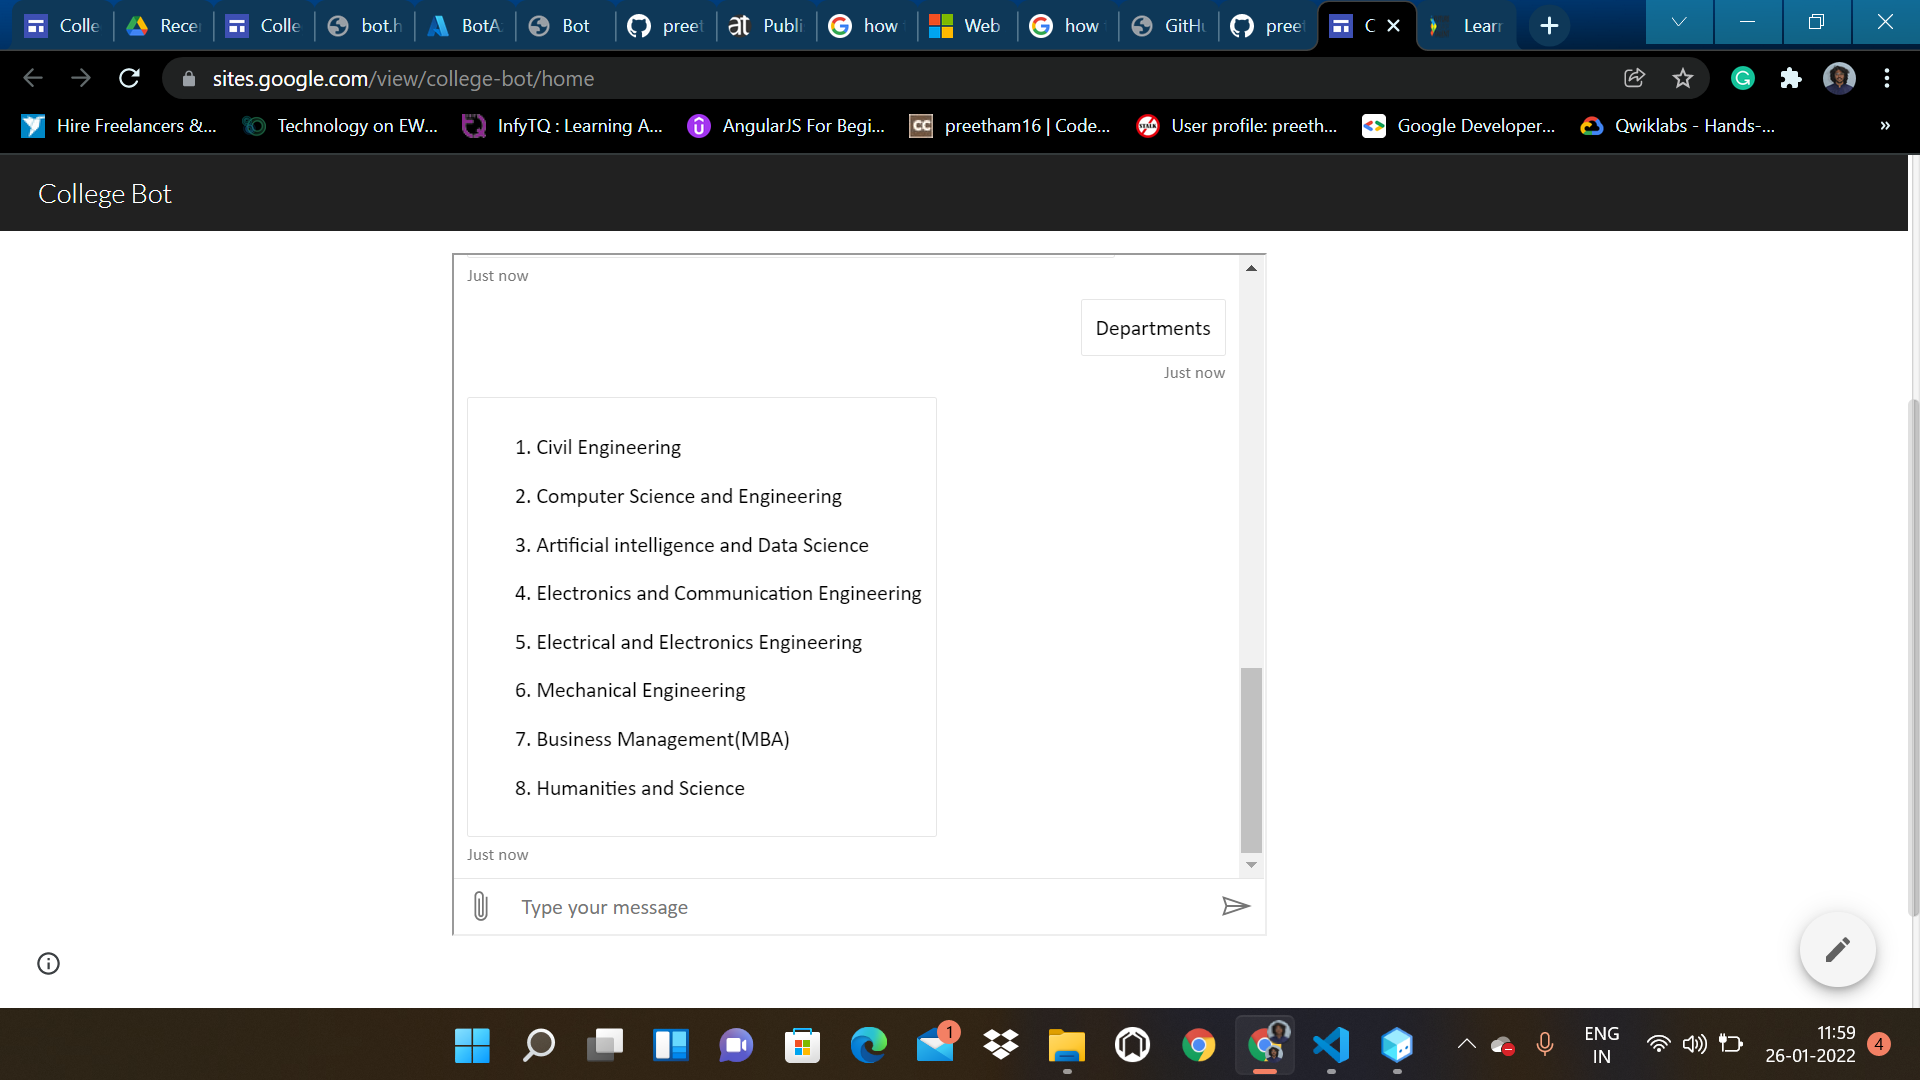 Colle
Recei
Colle
bot.h
BotA
Bot
preet
Publi
how
Web
how
GitHu
preet
C
Learn
sites.google.com/view/college-bot/home
Hire Freelancers &...
Technology on EW...
InfyTQ : Learning A...
AngularJS For Begi...
preetham16 | Code...
User profile: preeth...
Google Developer...
Qwiklabs - Hands-...
»
College Bot
Just now
Departments
Just now
1. Civil Engineering
2. Computer Science and Engineering
3. Artificial intelligence and Data Science
4. Electronics and Communication Engineering
5. Electrical and Electronics Engineering
6. Mechanical Engineering
7. Business Management(MBA)
8. Humanities and Science
Just now
Type your message
1
ENG
IN
11:59
26-01-2022
4